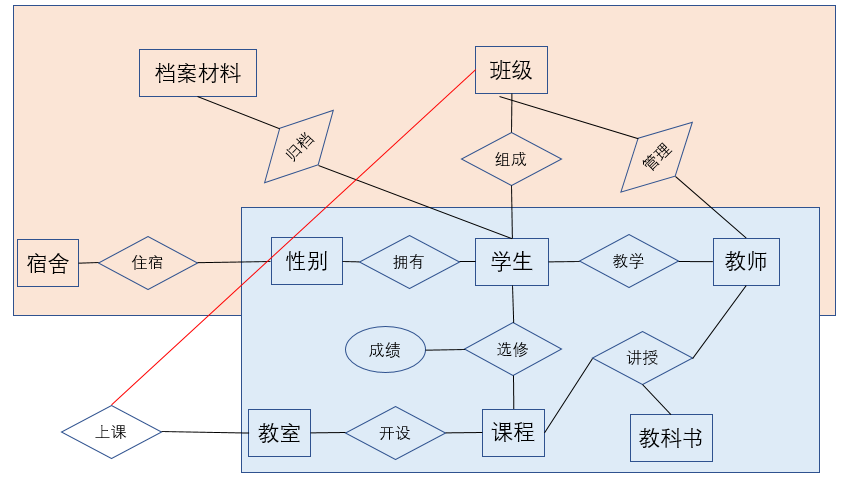 档案材料
班级
归档
组成
管理
宿舍
住宿
性别
拥有
学生
教学
教师
成绩
选修
讲授
上课
教室
开设
课程
教科书